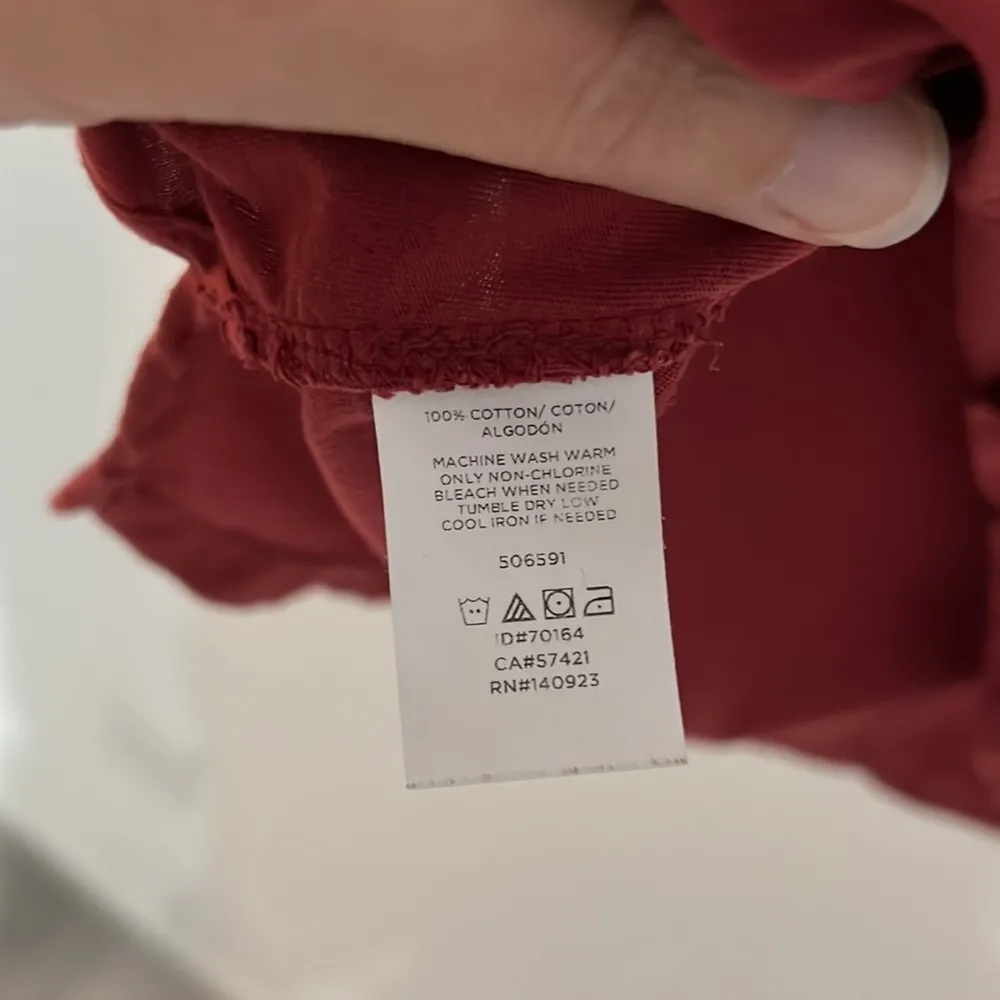 100% COTTON/ COTON/
ALGODÓN
MACHINE WASH WARM
ONLY NON-CHLORINE
BLEACH WHEN NEEDED
TUMBLE DRY LOW
COOL IRON IF NEEDED
506591
ID#70164
CA#57421
RN#140923